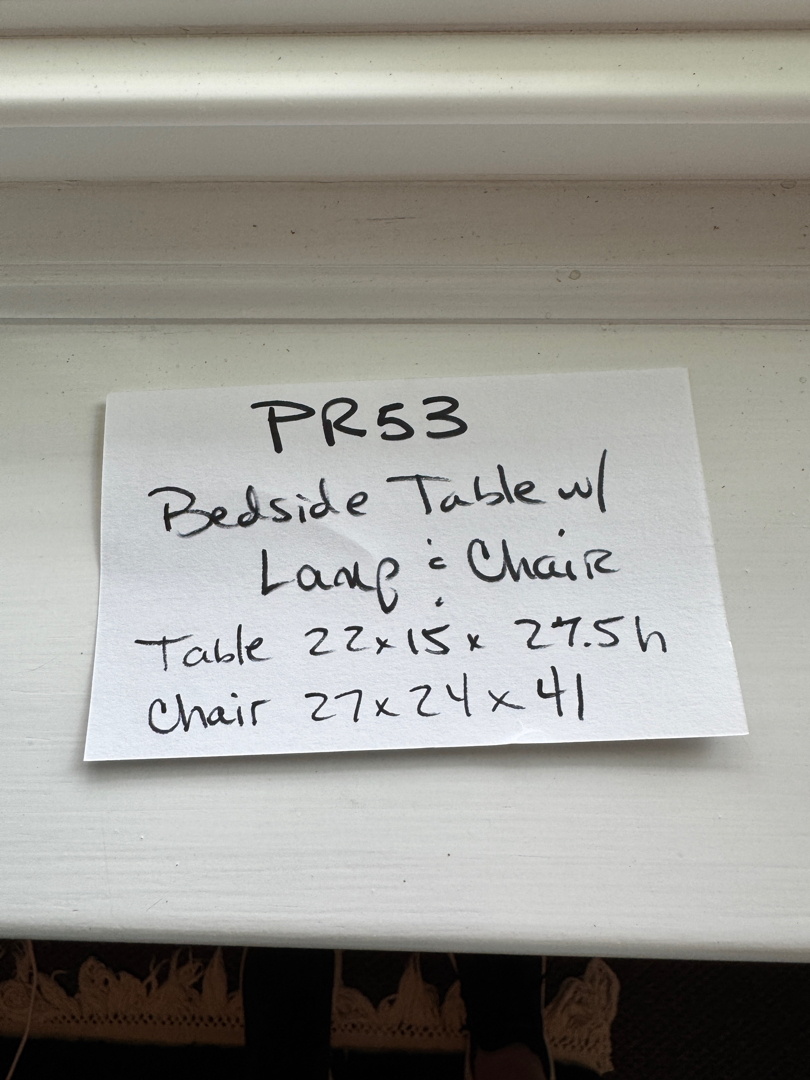 PR53
Bedside Table w/
Lamp & Chair
Table 22x15x 27.5h
Chair 27x24x41